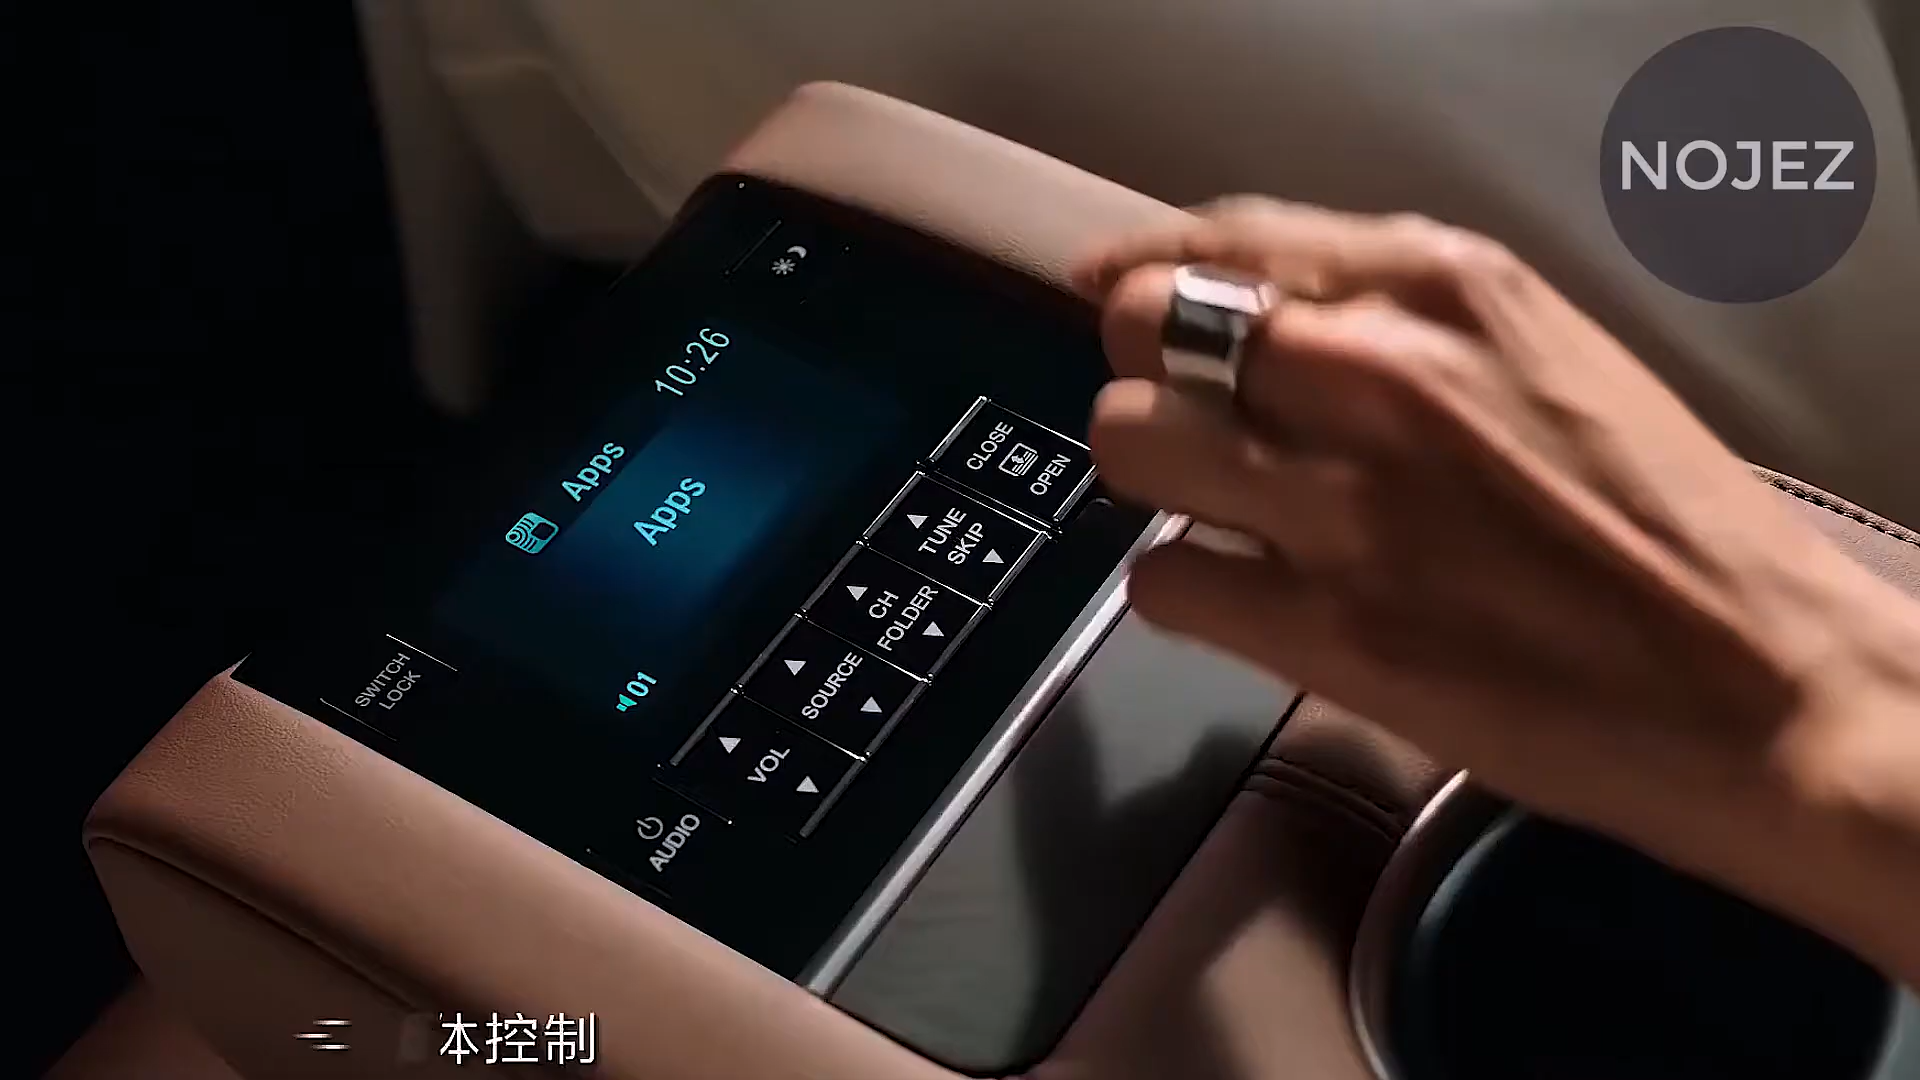 NOJEZ
10:26
Apps
Apps
01
CLOSE
OPEN
TUNE
SKIP
CH
FOLDER
SOURCE
VOL
AUDIO
SWITCH
LOCK
体控制